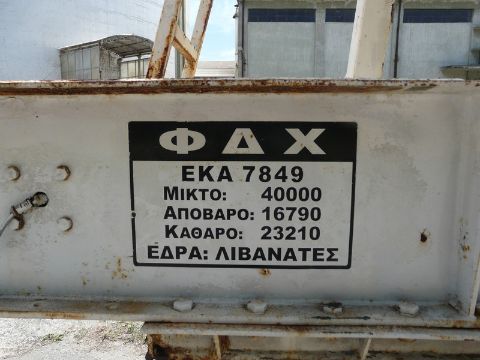 ΦΔΧ
ΕΚΑ 7849
ΜΙΚΤΟ: 40000
ΑΠΟΒΑΡΟ: 16790
ΚΑΘΑΡΟ: 23210
ΕΔΡΑ: ΛΙΒΑΝΑΤΕΣ